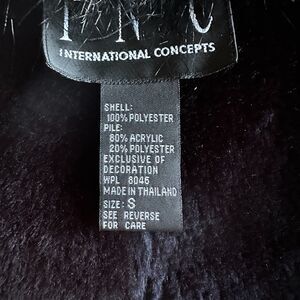 I N C
INTERNATIONAL CONCEPTS
SHELL:
100% POLYESTER
PILE:
80% ACRYLIC
20% POLYESTER
EXCLUSIVE OF
DECORATION
WPL 8046
MADE IN THAILAND
SIZE: S
SEE REVERSE
FOR CARE